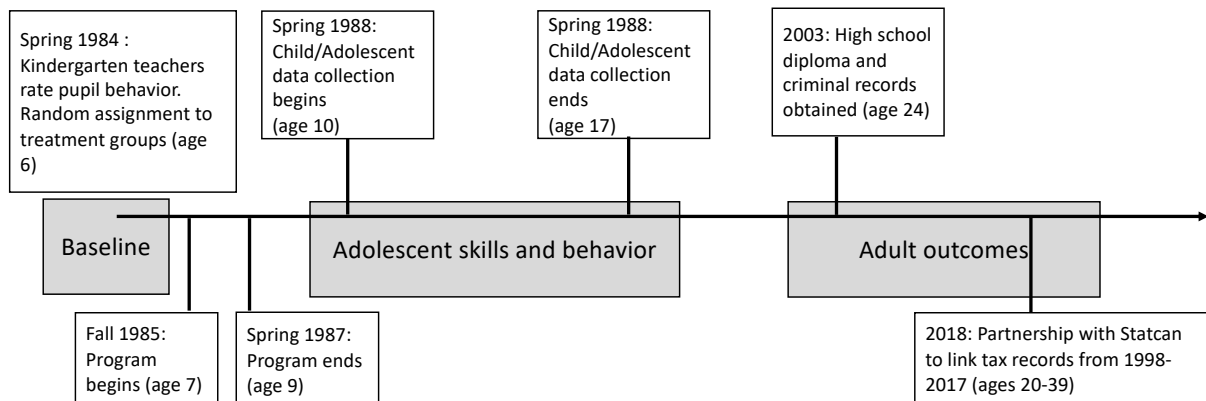 Spring 1984 :
Kindergarten teachers
rate pupil behavior.
Random assignment to
treatment groups (age
6)
Spring 1988:
Child/Adolescent
data collection
begins
(age 10)
Spring 1988:
Child/Adolescent
data collection
ends
(age 17)
2003: High school
diploma and
criminal records
obtained (age 24)
Baseline
Adolescent skills and behavior
Adult outcomes
Fall 1985:
Program
begins (age 7)
Spring 1987:
Program ends
(age 9)
2018: Partnership with Statcan
to link tax records from 1998-
2017 (ages 20-39)